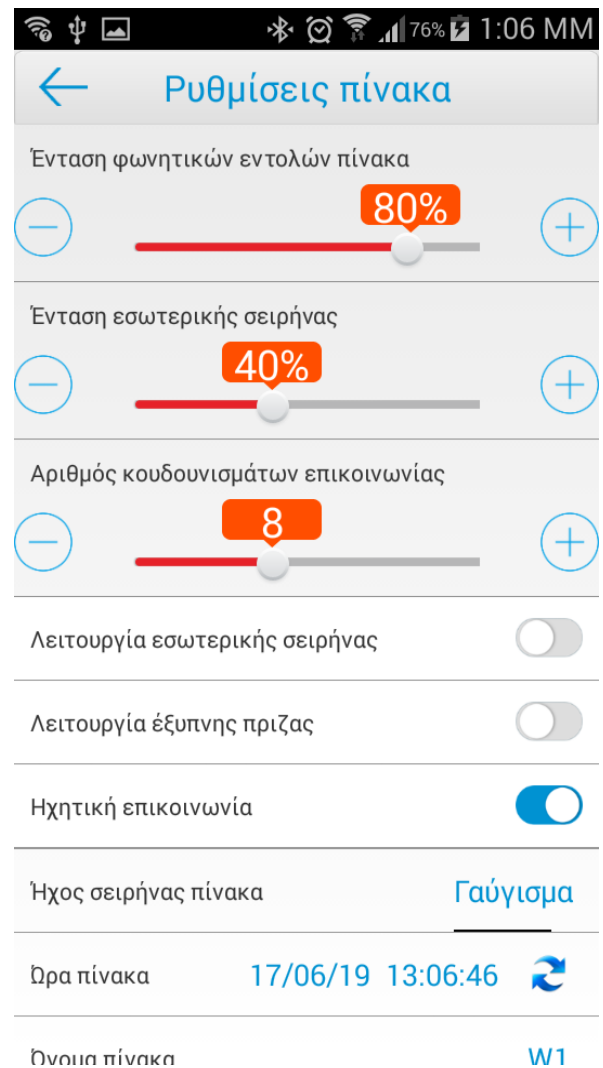 76% 1:06 MM
Ρυθμίσεις πίνακα
Ένταση φωνητικών εντολών πίνακα
80%
Ένταση εσωτερικής σειρήνας
40%
Αριθμός κουδουνισμάτων επικοινωνίας
8
Λειτουργία εσωτερικής σειρήνας
Λειτουργία έξυπνης πριζας
Ηχητική επικοινωνία
Ήχος σειρήνας πίνακα Γαύγισμα
Ώρα πίνακα 17/06/19 13:06:46
Όνομα πίνακα W1